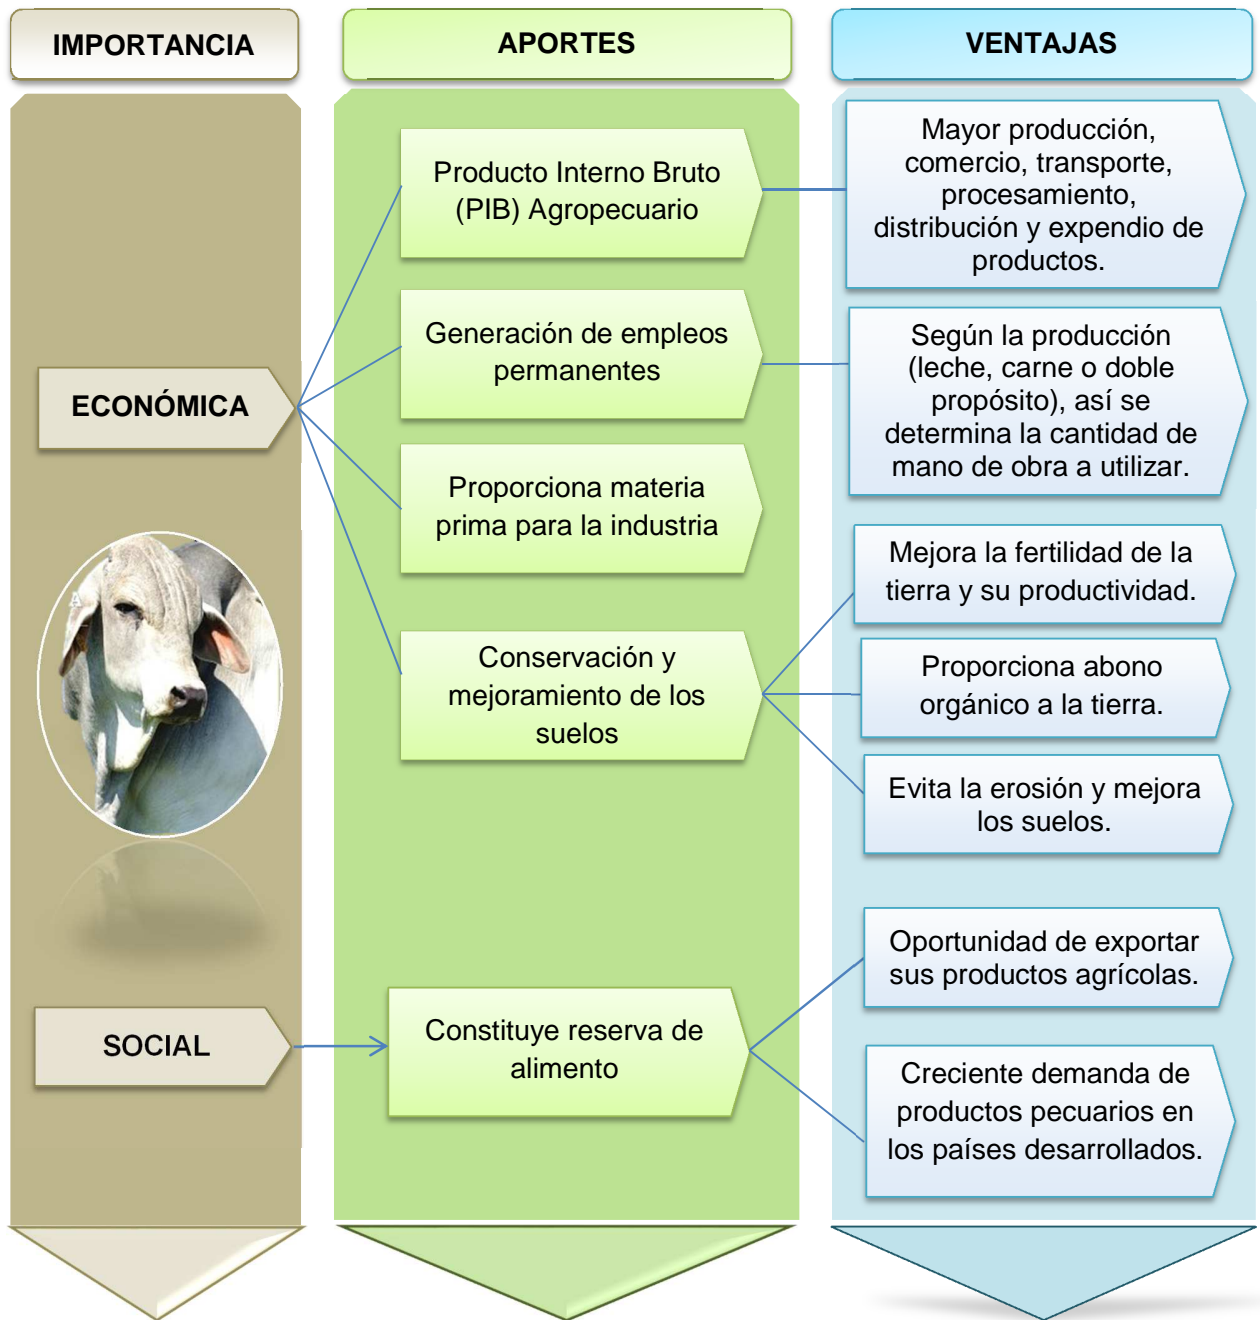 IMPORTANCIA
APORTES
VENTAJAS
ECONÓMICA
Producto Interno Bruto
(PIB) Agropecuario
Mayor producción,
comercio, transporte,
procesamiento,
distribución y expendio de
productos.
Generación de empleos
permanentes
Según la producción
(leche, carne o doble
propósito), así se
determina la cantidad de
mano de obra a utilizar.
Proporciona materia
prima para la industria
Conservación y
mejoramiento de los
suelos
Mejora la fertilidad de la
tierra y su productividad.
Proporciona abono
orgánico a la tierra.
Evita la erosión y mejora
los suelos.
SOCIAL
Constituye reserva de
alimento
Oportunidad de exportar
sus productos agrícolas.
Creciente demanda de
productos pecuarios en
los países desarrollados.